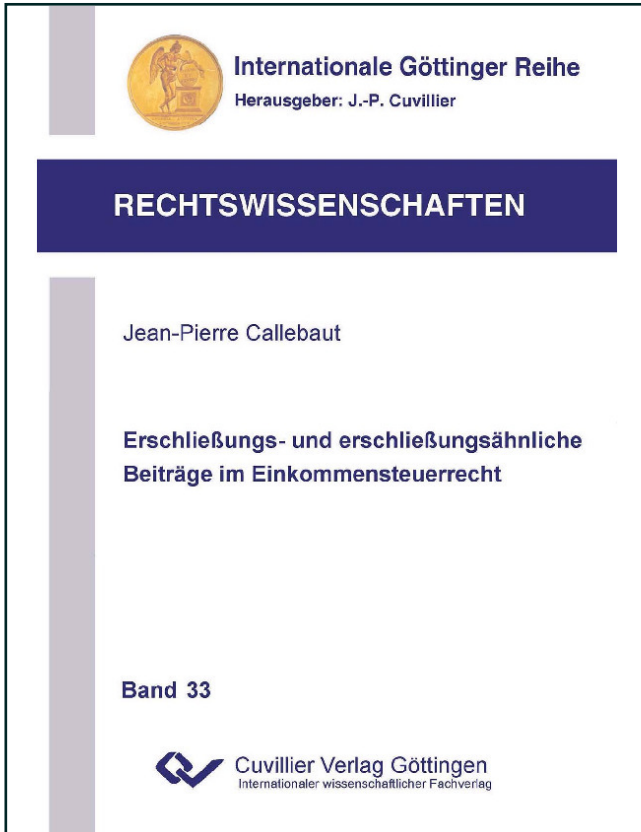 Internationale Göttinger Reihe
Herausgeber: J.-P. Cuvillier
RECHTSWISSENSCHAFTEN
Jean-Pierre Callebaut
Erschließungs- und erschließungsähnliche
Beiträge im Einkommensteuerrecht
Band 33
Cuvillier Verlag Göttingen
Internationaler wissenschaftlicher Fachverlag